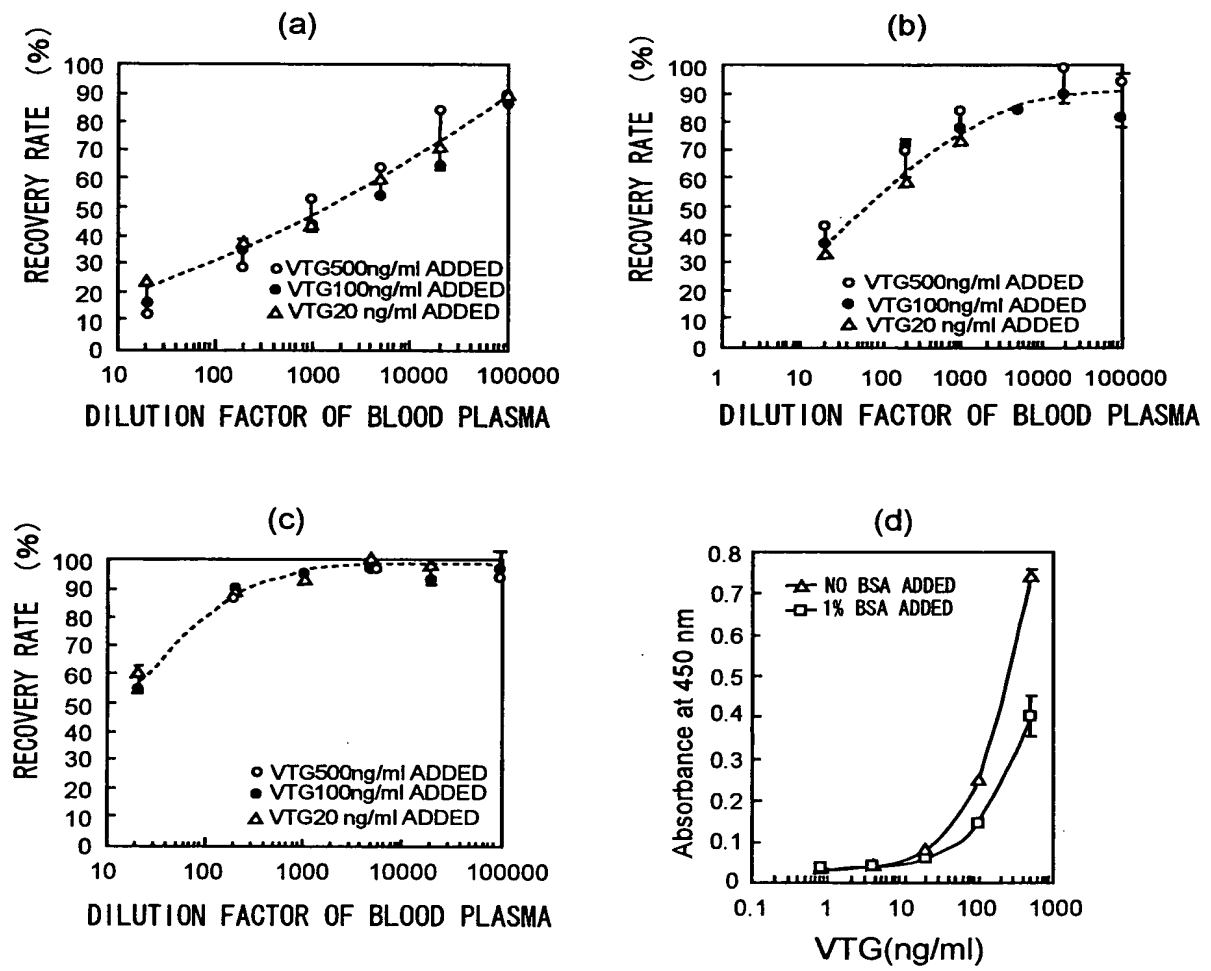 (a)
RECOVERY RATE (%)
100
90
80
70
60
50
40
30
20
10
0
VTG500ng/ml ADDED
VTG100ng/ml ADDED
VTG20 ng/ml ADDED
10 100 1000 10000 100000
DILUTION FACTOR OF BLOOD PLASMA
(b)
RECOVERY RATE (%)
100
90
80
70
60
50
40
30
20
10
0
VTG500ng/ml ADDED
VTG100ng/ml ADDED
VTG20 ng/ml ADDED
1 10 100 1000 10000 100000
DILUTION FACTOR OF BLOOD PLASMA
(c)
RECOVERY RATE (%)
100
90
80
70
60
50
40
90
20
10
0
VTG500ng/ml ADDED
VTG100ng/ml ADDED
VTG20 ng/ml ADDED
10 100 1000 10000 100000
DILUTION FACTOR OF BLOOD PLASMA
(d)
Absorbance at 450 nm
0.8
0.7
0.6
0.5
0.4
0.3
0.2
0.1
0
NO BSA ADDED
1% BSA ADDED
0.1 1 10 100 1000
VTG(ng/ml)